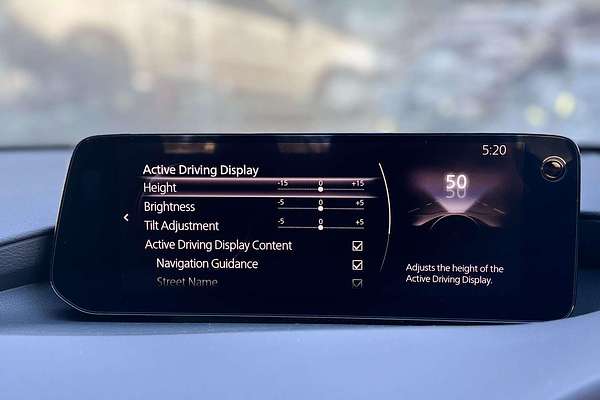 5:20
Active Driving Display
Height -15 0 +15
Brightness -5 0 +5
Tilt Adjustment -5 0 +5
Active Driving Display Content
Navigation Guidance
Street Name
50
50
Adjusts the height of the
Active Driving Display.